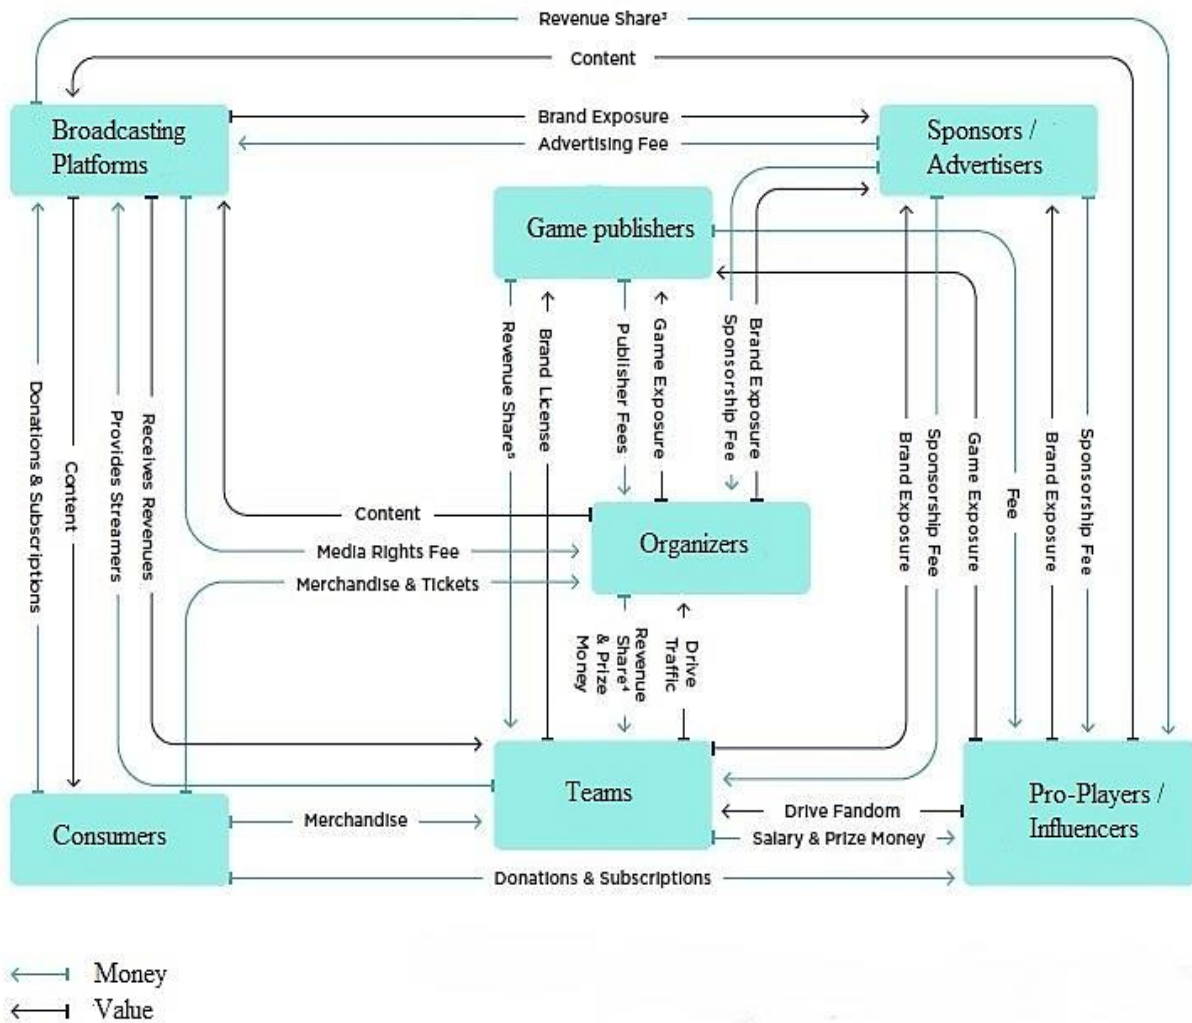 Revenue Share³
Content
Broadcasting
Platforms
Brand Exposure
Advertising Fee
Sponsors /
Advertisers
Game publishers
Revenue Share⁵
Brand License
Publisher Fees
Game Exposure
Sponsorship Fee
Brand Exposure
Donations & Subscriptions
Content
Provides Streamers
Receives Revenues
Brand Exposure
Sponsorship Fee
Game Exposure
Fee
Brand Exposure
Sponsorship Fee
Content
Media Rights Fee
Merchandise & Tickets
Organizers
Revenue
Share⁴
& Prize
Money
Drive
Traffic
Teams
Consumers
Merchandise
Drive Fandom
Salary & Prize Money
Pro-Players /
Influencers
Donations & Subscriptions
Money
Value